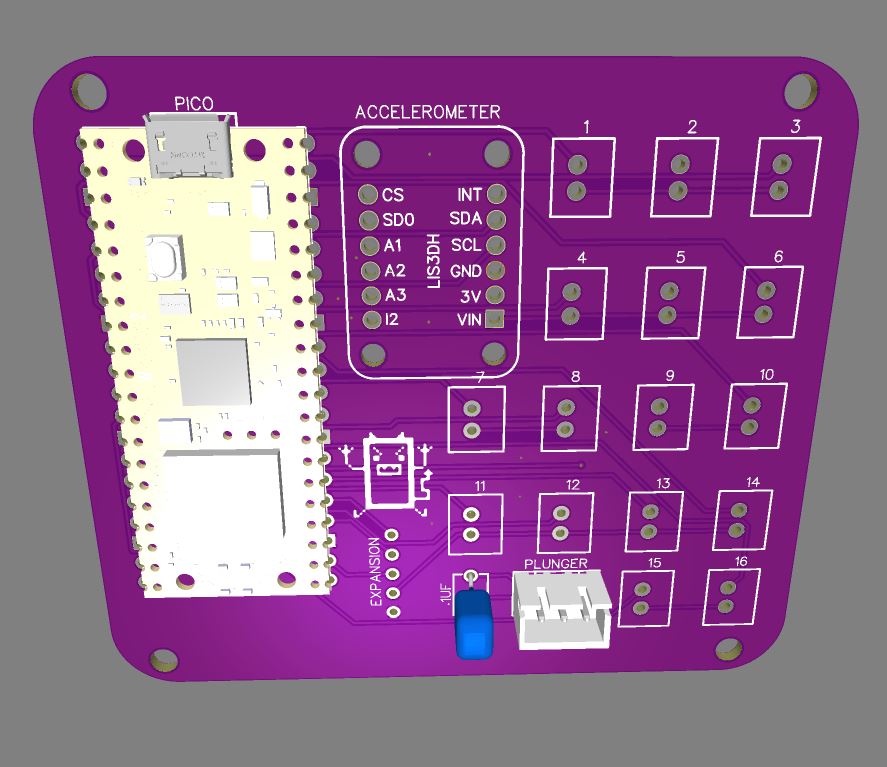 PICO
ACCELEROMETER
1
2
3
CS
INT
SD0
SDA
A1
SCL
A2
GND
A3
3V
I2
VIN
LIS3DH
4
5
6
7
8
9
10
11
12
13
14
EXPANSION
.1UF
PLUNGER
15
16